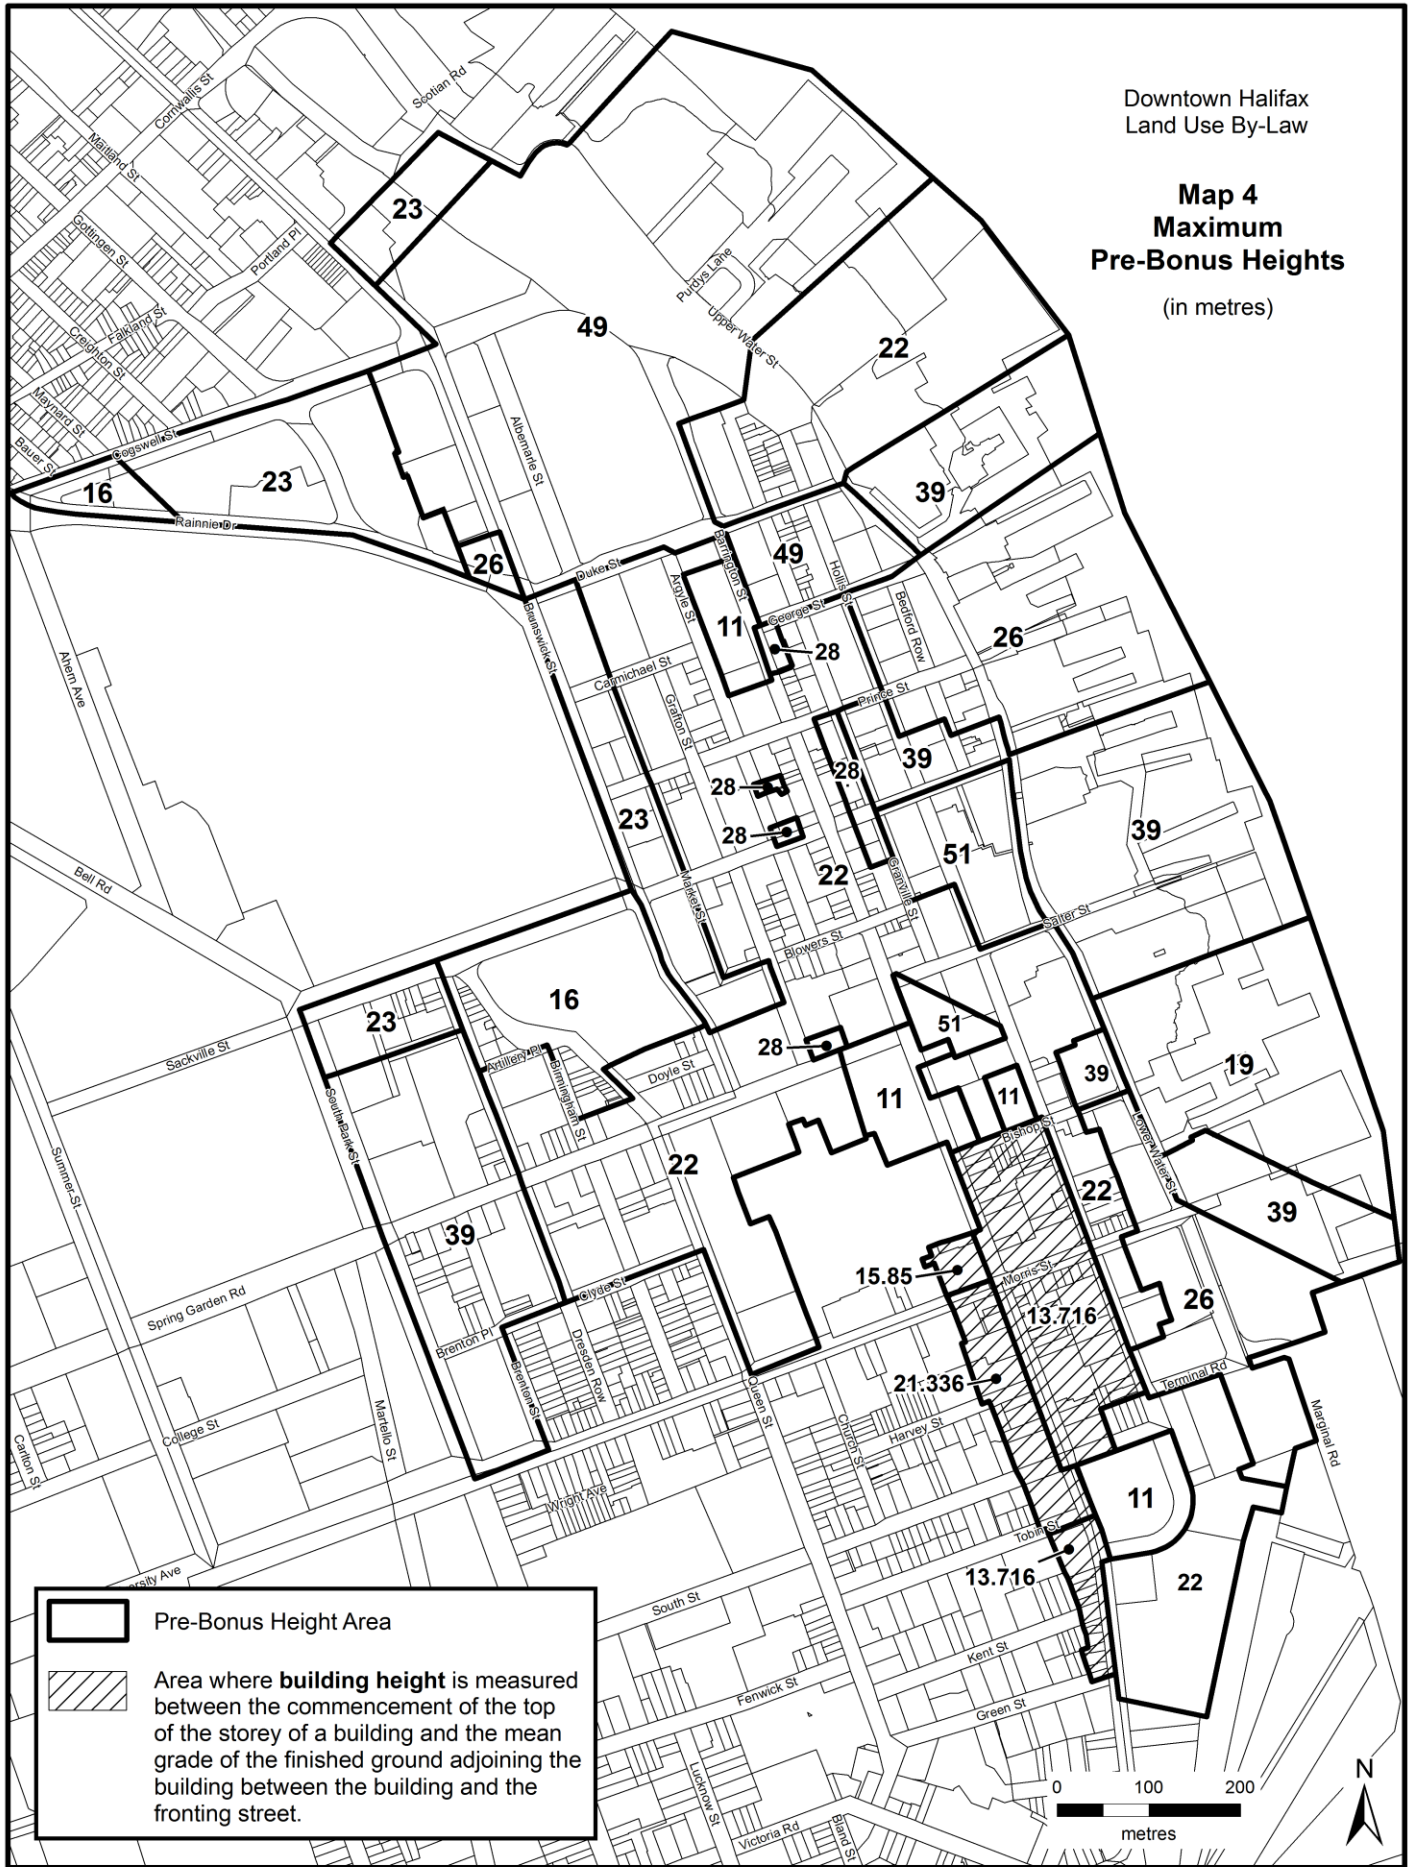 Downtown Halifax
Land Use By-Law
Map 4
Maximum
Pre-Bonus Heights
(in metres)
Scotian Rd
Cornwallis St
Maitland St
Gottingen St
Portland Pl
Falkland St
Creighton St
Maynard St
Bauer St
Cogswell St
Rainnie Dr
Purdys Lane
Upper Water St
Albemarle St
23
49
22
16
23
26
39
Duke St
Barrington St
49
Hollis St
Argyle St
George St
Bedford Row
11
28
26
Brunswick St
Ahern Ave
Carmichael St
Grafton St
Prince St
39
28
28
28
23
39
51
22
Bell Rd
Market St
Granville St
Salter St
Blowers St
16
23
51
28
Sackville St
Artillery Pl
Birmingham St
Doyle St
39
19
11
11
Bishop St
Lower Water St
South Park St
Summer St
22
22
39
39
15.85
Morris St
13.716
26
Clyde St
Spring Garden Rd
Brenton Pl
Dresden Row
Brenton St
21.336
Terminal Rd
Queen St
Church St
Harvey St
College St
Martello St
Carlton St
Marginal Rd
Wright Ave
11
Tobin St
13.716
22
ersity Ave
South St
Kent St
Fenwick St
Green St
Lucknow St
Victoria Rd
Bland St
Pre-Bonus Height Area
Area where building height is measured
between the commencement of the top
of the storey of a building and the mean
grade of the finished ground adjoining the
building between the building and the
fronting street.
0 100 200
metres
N